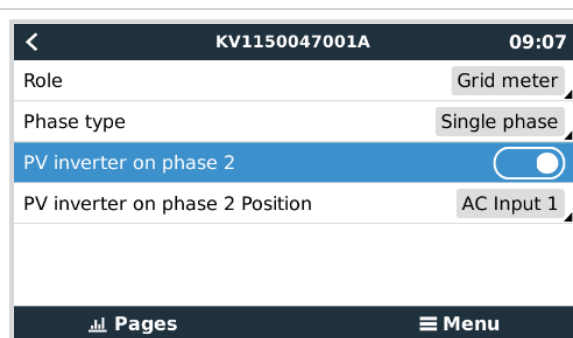 KV1150047001A 09:07
Role Grid meter
Phase type Single phase
PV inverter on phase 2
PV inverter on phase 2 Position AC Input 1
Pages Menu